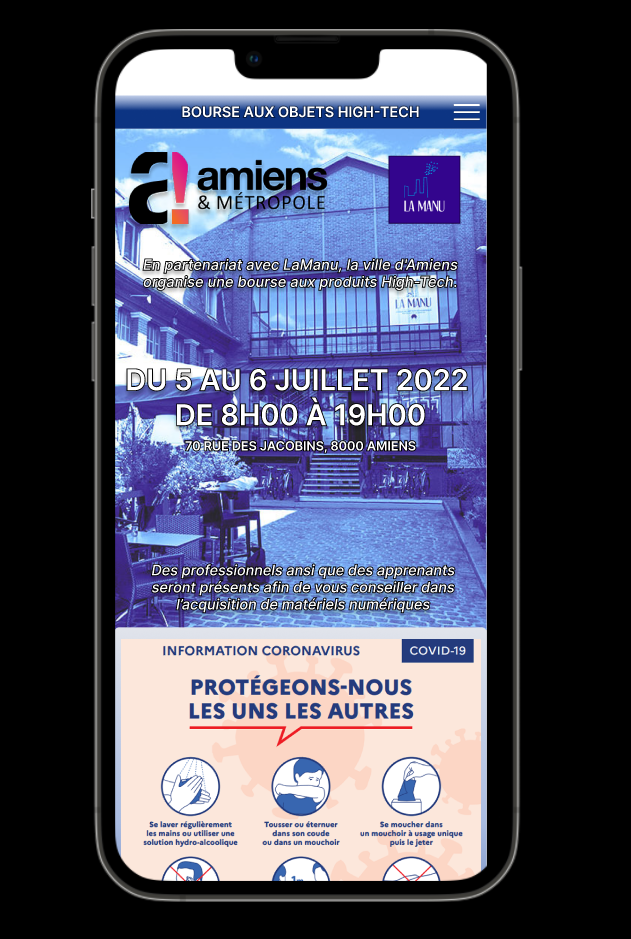 BOURSE AUX OBJETS HIGH-TECH
a! amiens
& MÉTROPOLE
LA MANU
En partenariat avec LaManu, la ville d'Amiens
organise une bourse aux produits High-Tech.
LA MANU
DU 5 AU 6 JUILLET 2022
DE 8H00 À 19H00
70 RUE DES JACOBINS, 8000 AMIENS
Des professionnels ansi que des apprenants
seront présents afin de vous conseiller dans
l'acquisition de matériels numériques
INFORMATION CORONAVIRUS
COVID-19
PROTÉGEONS-NOUS
LES UNS LES AUTRES
Se laver régulièrement
les mains ou utiliser une
solution hydro-alcoolique
Tousser ou éternuer
dans son coude
ou dans un mouchoir
Se moucher dans
un mouchoir à usage unique
puis le jeter